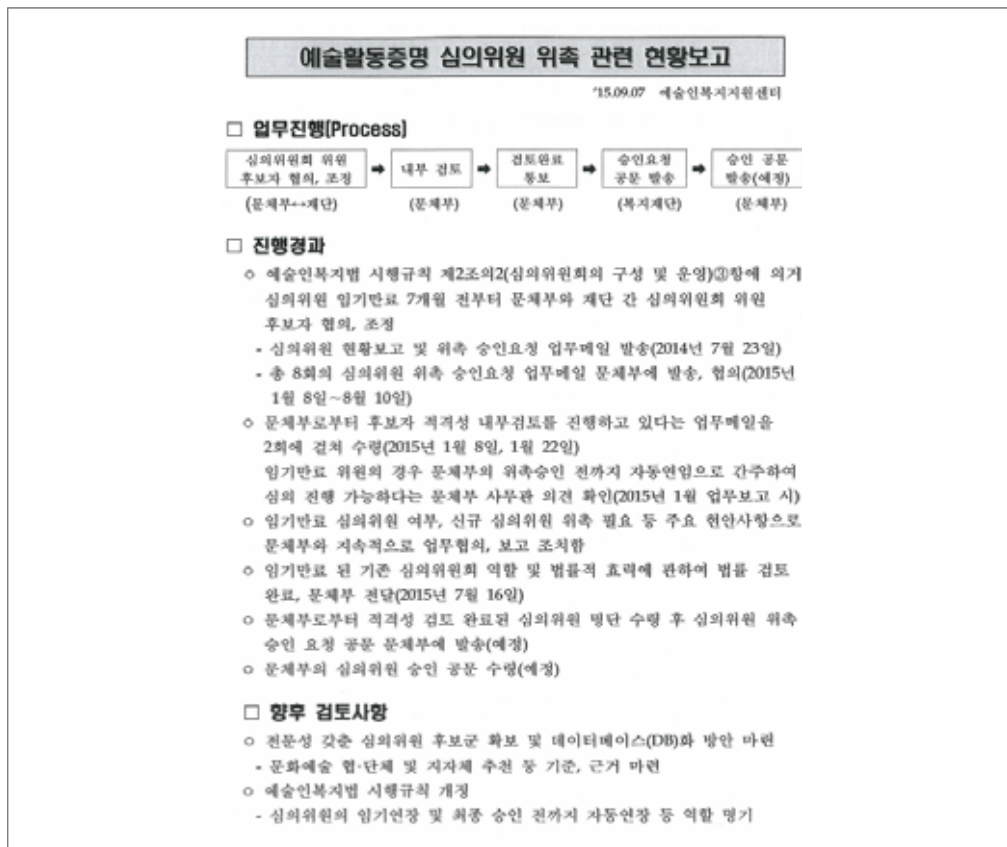 예술활동증명 심의위원 위촉 관련 현황보고
'15.09.07 예술인복지지원센터
□ 업무진행(Process)
심의위원회 위원 후보자 협의, 조정 ➡ 내부 검토 ➡ 검토완료 통보 ➡ 승인요청 공문 발송 ➡ 승인 공문 발송(예정)
(문체부↔재단) (문체부) (문체부) (복지재단) (문체부)
□ 진행경과
○ 예술인복지법 시행규칙 제2조의2(심의위원회의 구성 및 운영)③항에 의거
심의위원 임기만료 7개월 전부터 문체부와 재단 간 심의위원회 위원
후보자 협의, 조정
- 심의위원 현황보고 및 위촉 승인요청 업무메일 발송(2014년 7월 23일)
- 총 8회의 심의위원 위촉 승인요청 업무메일 문체부에 발송, 협의(2015년
1월 8일~8월 10일)
○ 문체부로부터 후보자 적격성 내부검토를 진행하고 있다는 업무메일을
2회에 걸쳐 수령(2015년 1월 8일, 1월 22일)
임기만료 위원의 경우 문체부의 위촉승인 전까지 자동연임으로 간주하여
심의 진행 가능하다는 문체부 사무관 의견 확인(2015년 1월 업무보고 시)
○ 임기만료 심의위원 여부, 신규 심의위원 위촉 필요 등 주요 현안사항으로
문체부와 지속적으로 업무협의, 보고 조치함
○ 임기만료 된 기존 심의위원회 역할 및 법률적 효력에 관하여 법률 검토
완료, 문체부 전달(2015년 7월 16일)
○ 문체부로부터 적격성 검토 완료된 심의위원 명단 수령 후 심의위원 위촉
승인 요청 공문 문체부에 발송(예정)
○ 문체부의 심의위원 승인 공문 수령(예정)
□ 향후 검토사항
○ 전문성 갖춘 심의위원 후보군 확보 및 데이터베이스(DB)화 방안 마련
- 문화예술 협·단체 및 지자체 추천 등 기준, 근거 마련
○ 예술인복지법 시행규칙 개정
- 심의위원의 임기연장 및 최종 승인 전까지 자동연장 등 역할 명기